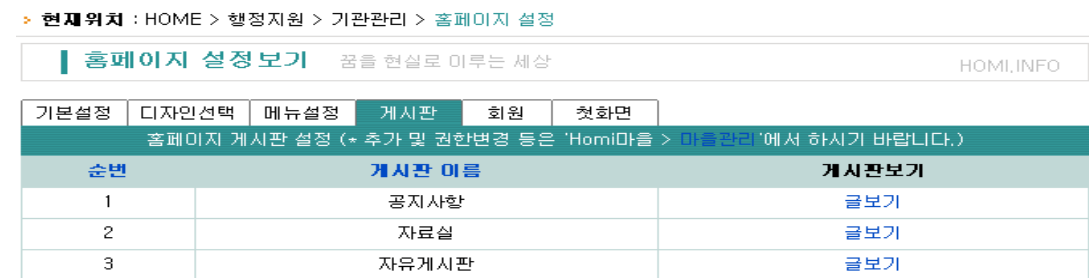 > 현재위치 : HOME > 행정지원 > 기관관리 > 홈페이지 설정
홈페이지 설정보기 꿈을 현실로 이루는 세상 HOMI.INFO
기본설정 디자인선택 메뉴설정 게시판 회원 첫화면
홈페이지 게시판 설정 (* 추가 및 권한변경 등은 'Homi마을 > 마을관리'에서 하시기 바랍니다.)
순번 게시판 이름 게시판보기
1 공지사항 글보기
2 자료실 글보기
3 자유게시판 글보기